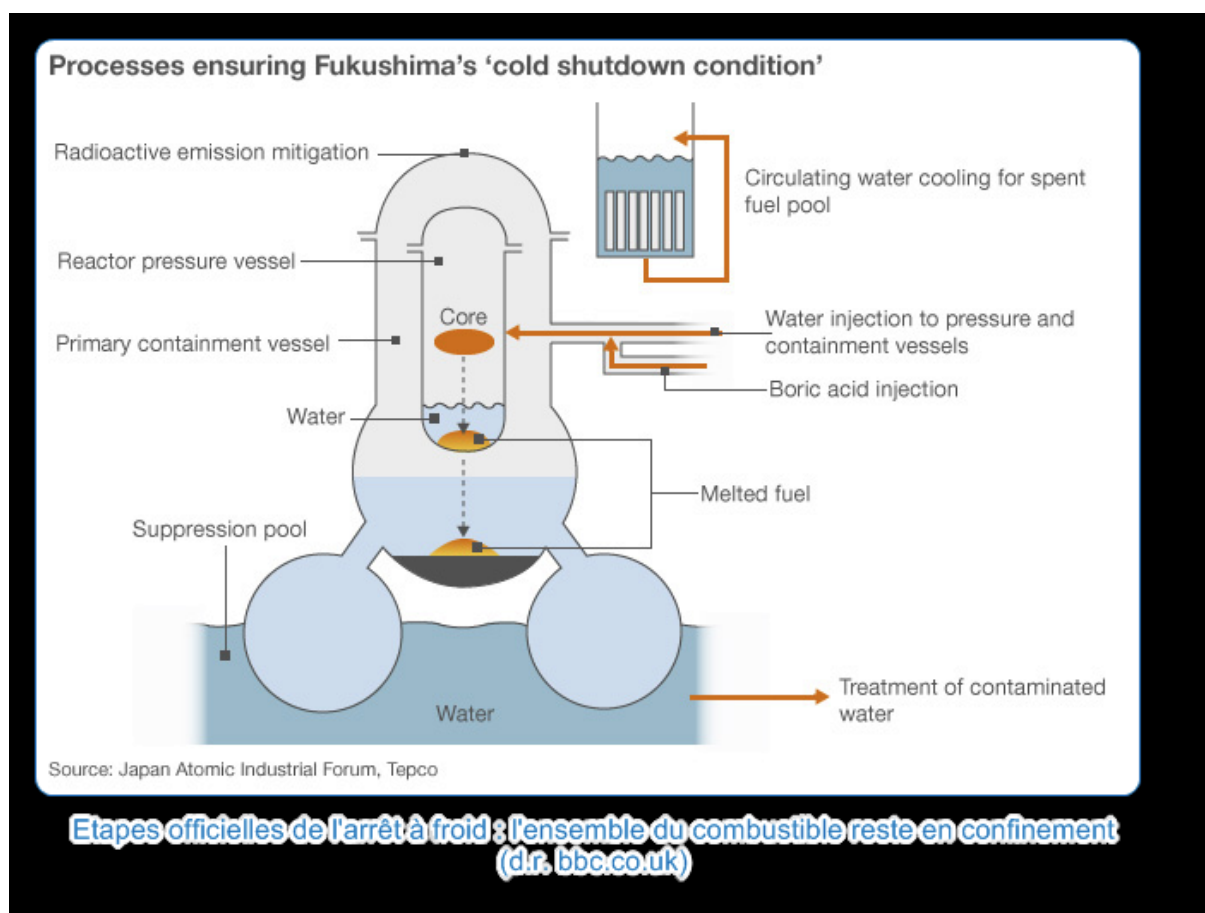 Processes ensuring Fukushima's 'cold shutdown condition'
Radioactive emission mitigation
Circulating water cooling for spent
fuel pool
Reactor pressure vessel
Core
Water injection to pressure and
containment vessels
Primary containment vessel
Boric acid injection
Water
Melted fuel
Suppression pool
Treatment of contaminated
water
Water
Source: Japan Atomic Industrial Forum, Tepco
Etapes officielles de l'arrêt à froid : l'ensemble du combustible reste en confinement
(d.r. bbc.co.uk)